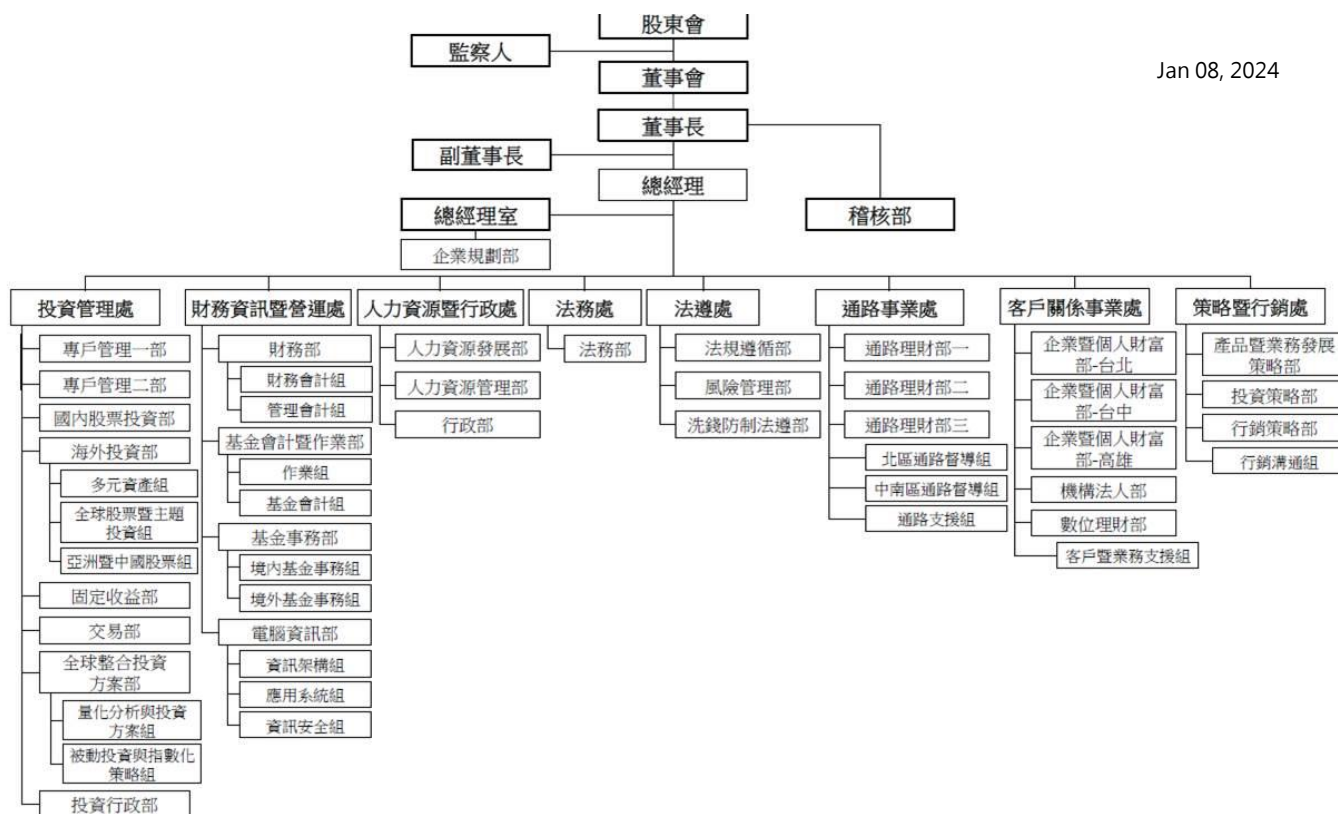 股東會
監察人
董事會
Jan 08, 2024
董事長
副董事長
總經理
總經理室
稽核部
企業規劃部
投資管理處
專戶管理一部
專戶管理二部
國內股票投資部
海外投資部
多元資產組
全球股票暨主題
投資組
亞洲暨中國股票組
固定收益部
交易部
全球整合投資
方案部
量化分析與投資
方案組
被動投資與指數化
策略組
投資行政部
財務資訊暨營運處
財務部
財務會計組
管理會計組
基金會計暨作業部
作業組
基金會計組
基金事務部
境內基金事務組
境外基金事務組
電腦資訊部
資訊架構組
應用系統組
資訊安全組
人力資源暨行政處
人力資源發展部
人力資源管理部
行政部
法務處
法務部
法遵處
法規遵循部
風險管理部
洗錢防制法遵部
通路事業處
通路理財部一
通路理財部二
通路理財部三
北區通路督導組
中南區通路督導組
通路支援組
客戶關係事業處
企業暨個人財富
部-台北
企業暨個人財富
部-台中
企業暨個人財富
部-高雄
機構法人部
數位理財部
客戶暨業務支援組
策略暨行銷處
產品暨業務發展
策略部
投資策略部
行銷策略部
行銷溝通組